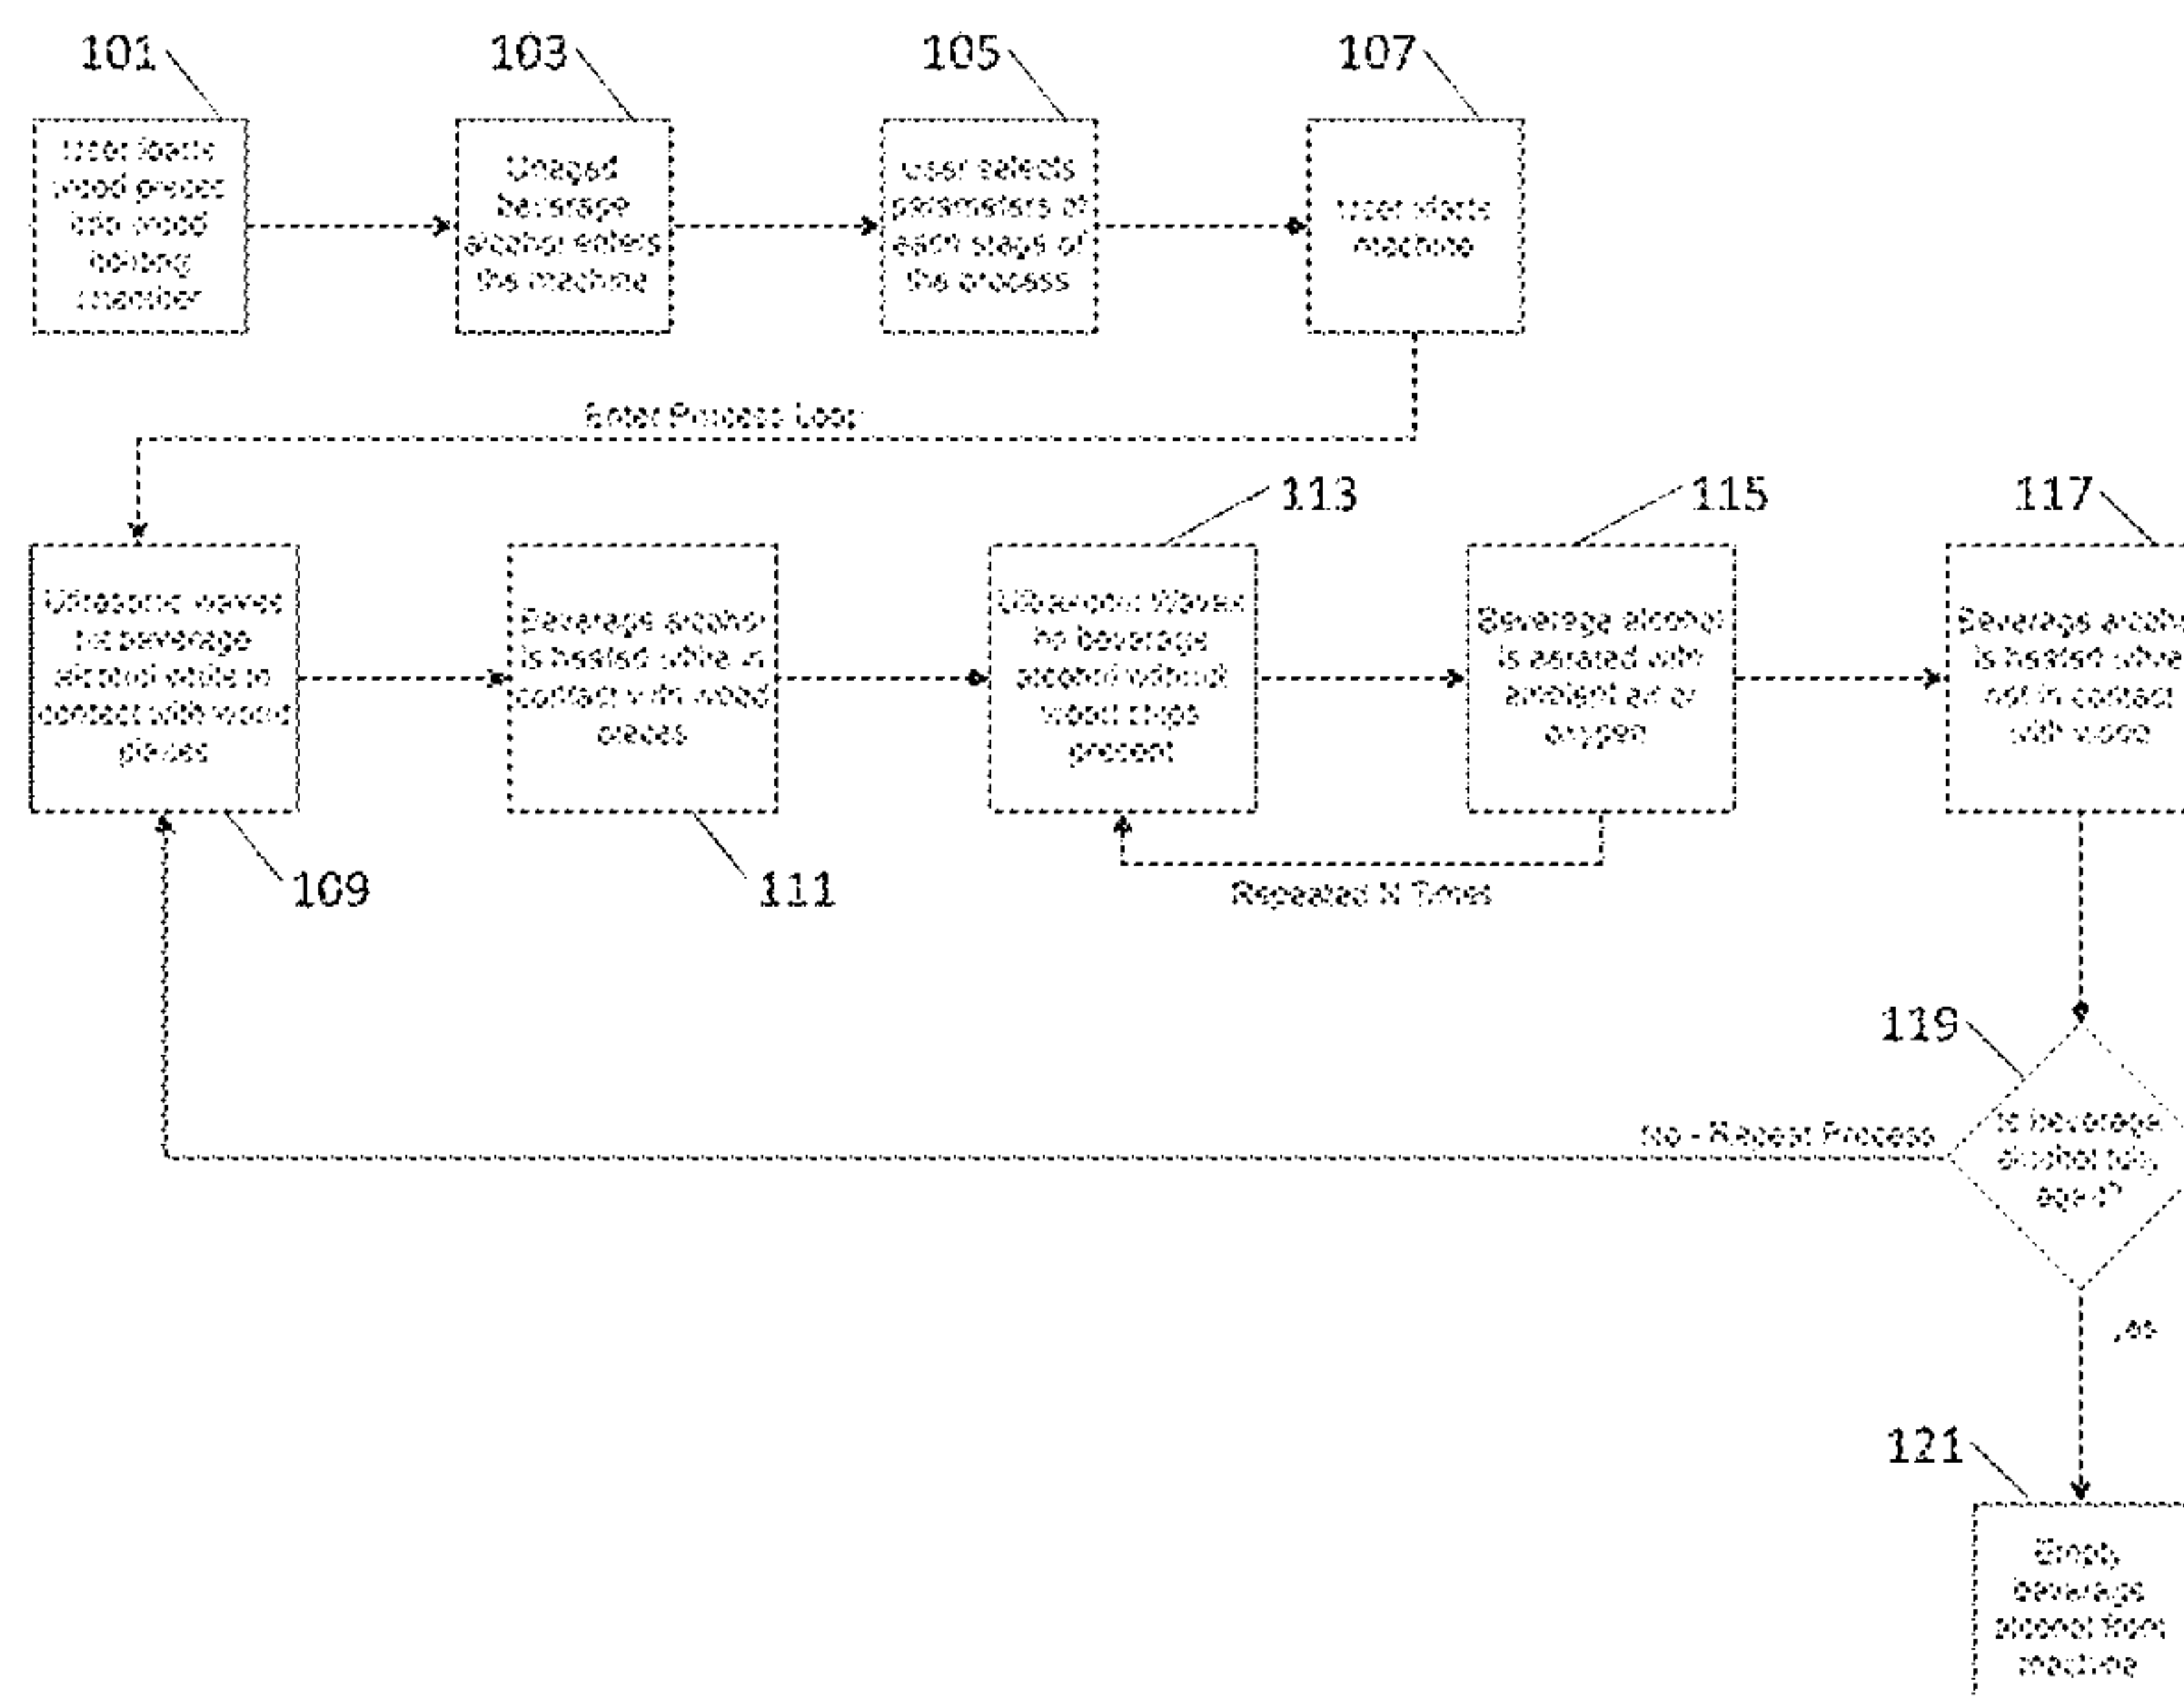 101
103
105
107
User loads
wood pieces
into wood
holding
chamber
Unaged
beverage
alcohol enters
the machine
User selects
parameters of
each stage of
the process
User starts
machine
Enter Process Loop
113
115
117
Ultrasonic waves
hit beverage
alcohol while in
contact with wood
pieces
Beverage alcohol
is heated while in
contact with wood
pieces
Ultrasonic Waves
hit beverage
alcohol without
wood chips
present
Beverage alcohol
is aerated with
ambient air or
oxygen
Beverage
is heated while
not in contact
with wood
109
111
Repeated N Times
119
No - Repeat Process
Is beverage
alcohol fully
aged?
Yes
121
Empty
beverage
alcohol from
machine